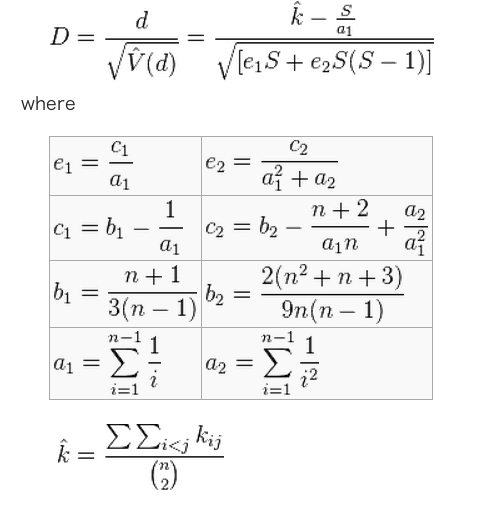 D = \frac{d}{\sqrt{\hat{V}(d)}} = \frac{\hat{k} - \frac{S}{a_1}}{\sqrt{[e_1 S + e_2 S(S-1)]}}
where
e_1 = \frac{c_1}{a_1} e_2 = \frac{c_2}{a_1^2 + a_2}
c_1 = b_1 - \frac{1}{a_1} c_2 = b_2 - \frac{n+2}{a_1 n} + \frac{a_2}{a_1^2}
b_1 = \frac{n+1}{3(n-1)} b_2 = \frac{2(n^2+n+3)}{9n(n-1)}
a_1 = \sum_{i=1}^{n-1} \frac{1}{i} a_2 = \sum_{i=1}^{n-1} \frac{1}{i^2}
\hat{k} = \frac{\sum \sum_{i<j} k_{ij}}{\binom{n}{2}}